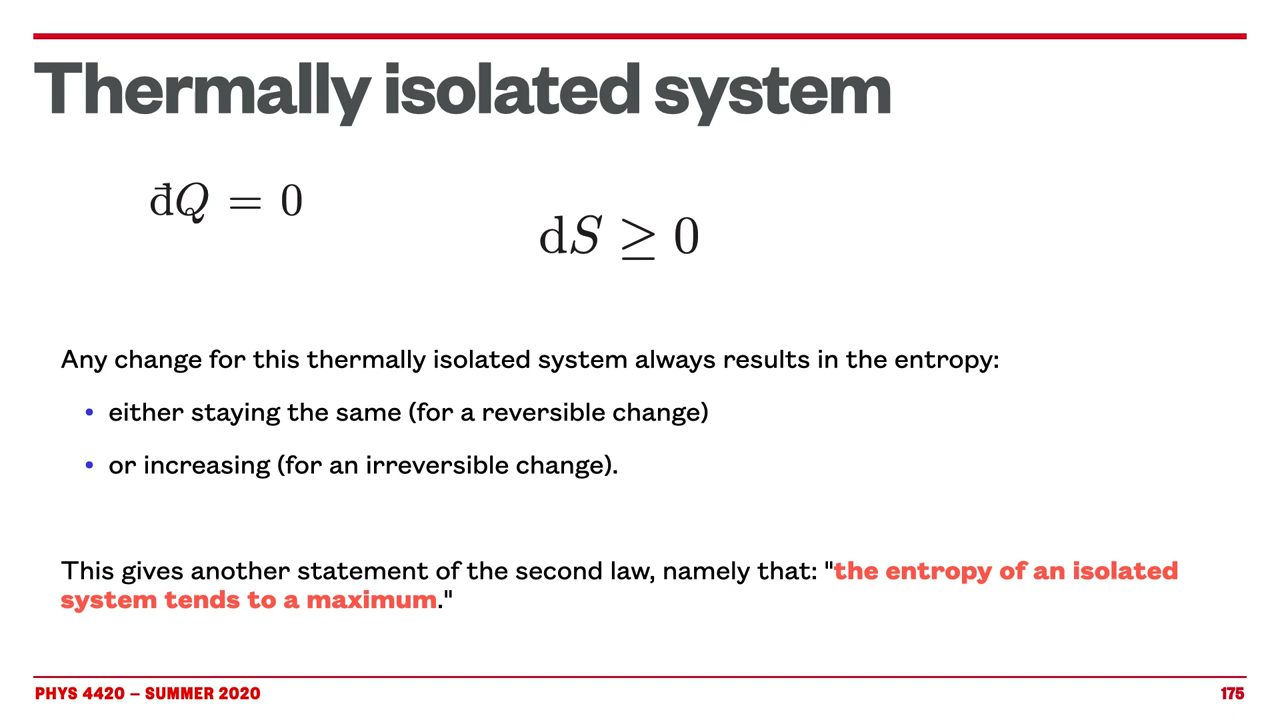 Thermally isolated system
đQ = 0
dS ≥ 0
Any change for this thermally isolated system always results in the entropy:
• either staying the same (for a reversible change)
• or increasing (for an irreversible change).
This gives another statement of the second law, namely that: "the entropy of an isolated
system tends to a maximum."
PHYS 4420 – SUMMER 2020
175